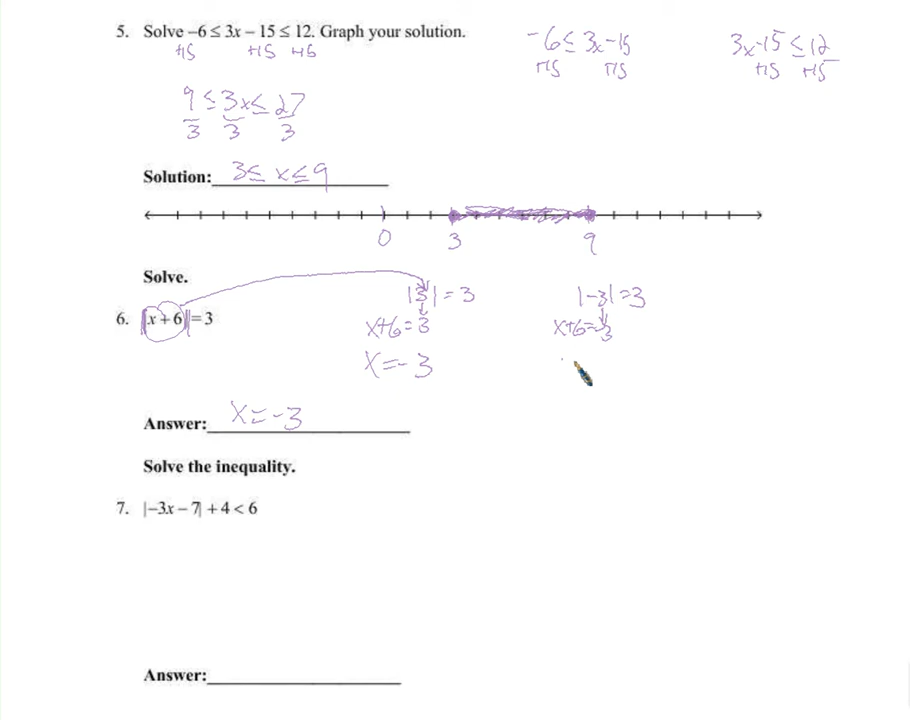 5. Solve −6 ≤ 3x − 15 ≤ 12. Graph your solution.
+15 +15 +15
-6 ≤ 3x-15
+15 +15
3x-15 ≤ 12
+15 +15
9 ≤ 3x ≤ 27
3 3 3
Solution: 3 ≤ x ≤ 9
0 3 9
Solve.
|3| = 3
|-3| = 3
6. |x + 6| = 3
x+6 = 3
x+6 = -3
x = -3
Answer: x = -3
Solve the inequality.
7. |−3x − 7| + 4 < 6
Answer: